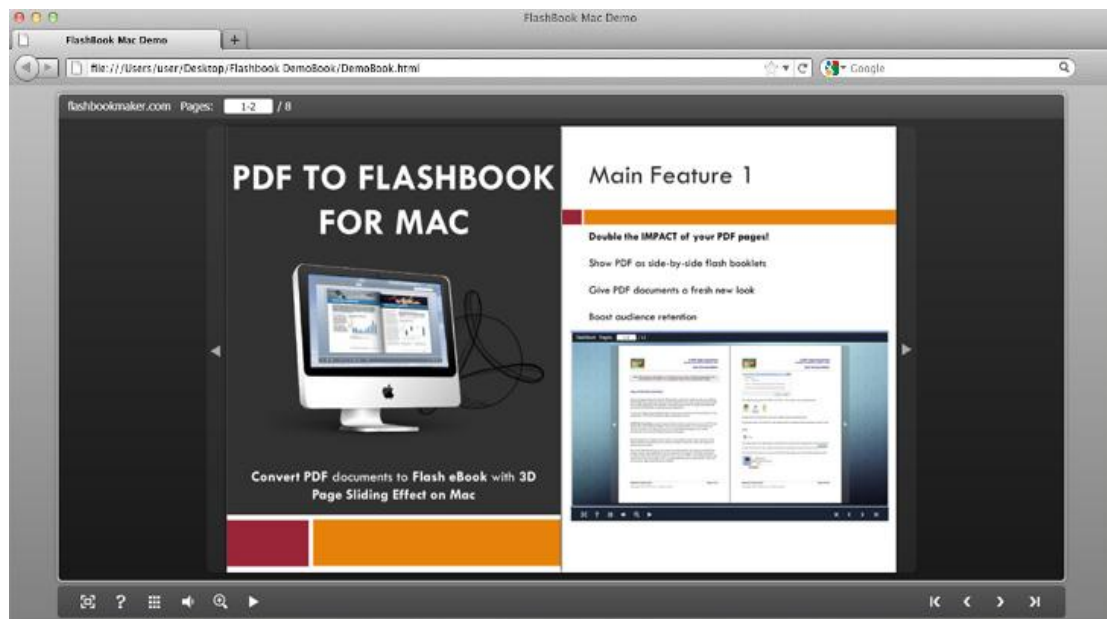 FlashBook Mac Demo
FlashBook Mac Demo
file:///Users/user/Desktop/Flashbook DemoBook/DemoBook.html
Google
flashbookmaker.com Pages: 1-2 / 8
PDF TO FLASHBOOK
FOR MAC
Convert PDF documents to Flash eBook with 3D
Page Sliding Effect on Mac
Main Feature 1
Double the IMPACT of your PDF pages!
Show PDF as side-by-side flash booklets
Give PDF documents a fresh new look
Boost audience retention